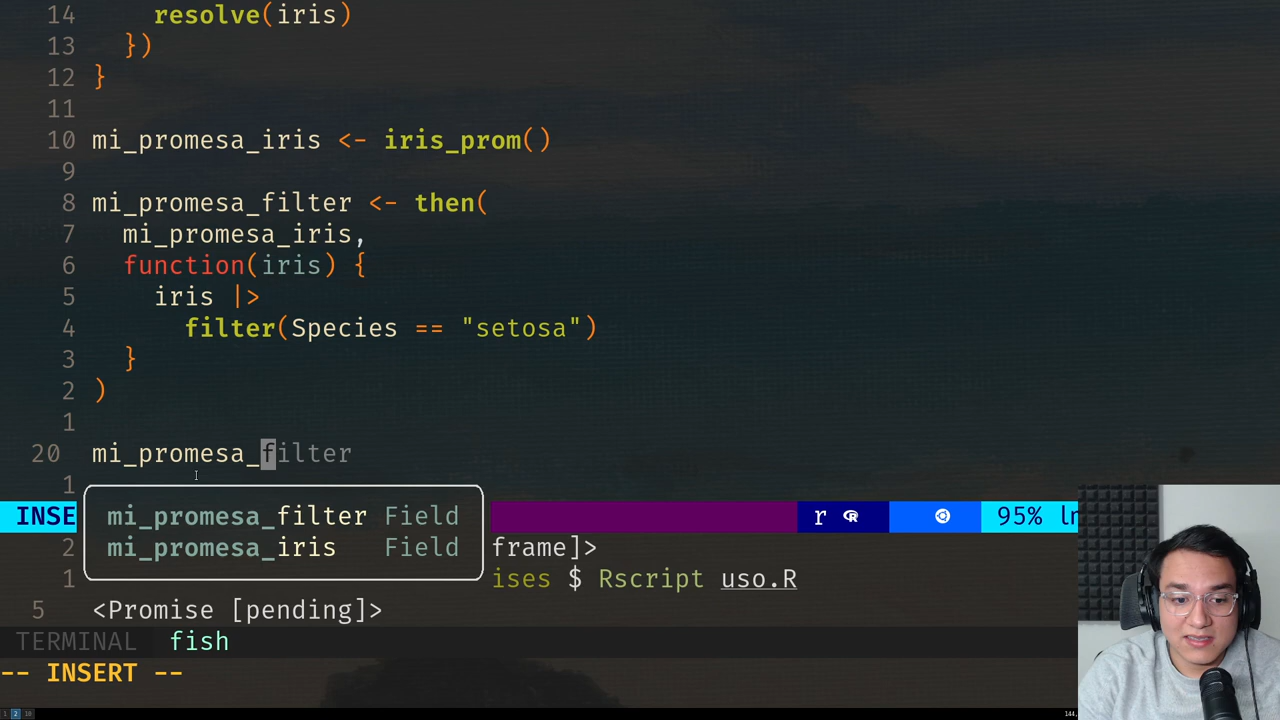 14 resolve(iris)
13 })
12 }
11
10 mi_promesa_iris <- iris_prom()
9
8 mi_promesa_filter <- then(
7 mi_promesa_iris,
6 function(iris) {
5 iris |>
4 filter(Species == "setosa")
3 }
2 )
1
20 mi_promesa_filter
1
mi_promesa_filter Field
mi_promesa_iris Field
INSE r 95%
2 frame]>
1 ises $ Rscript uso.R
5 <Promise [pending]>
TERMINAL fish
-- INSERT --